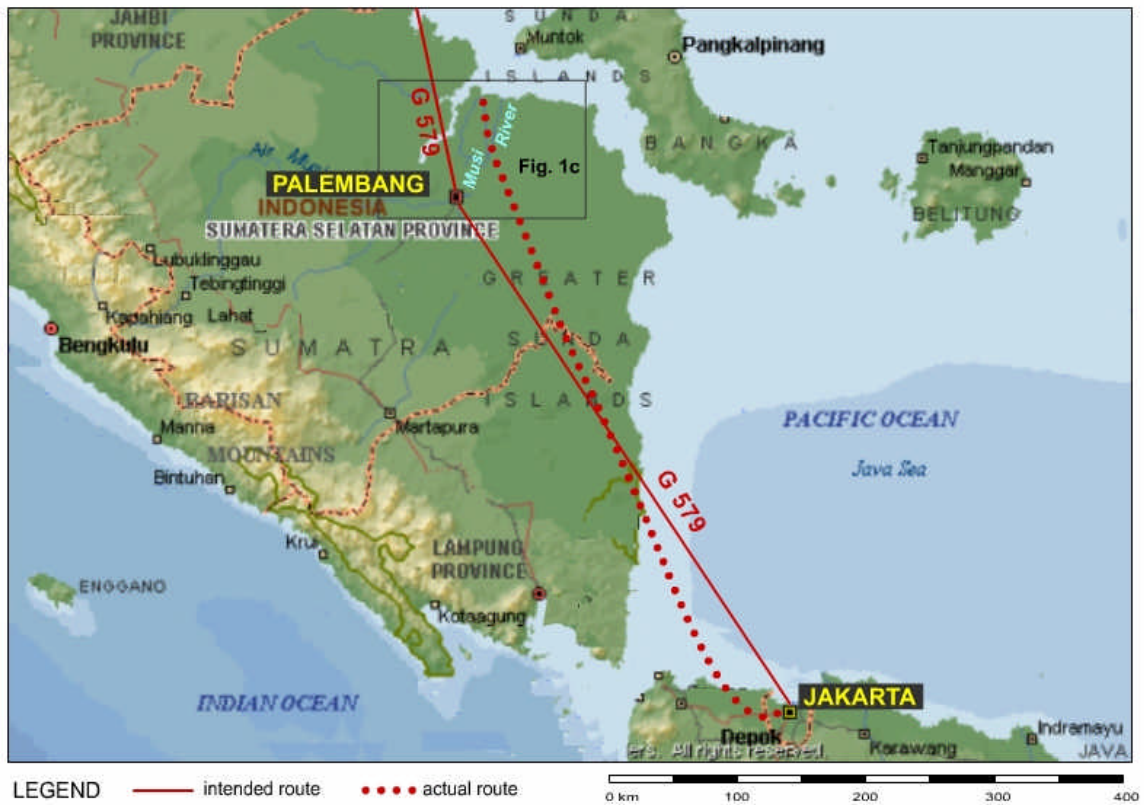 JAMBI
PROVINCE
SUNDA
Muntok
Pangkalpinang
ISLANDS
G 579
Musi River
BANGKA
Tanjungpandan
Manggar
Fig. 1c
Air
PALEMBANG
INDONESIA
BELITUNG
SUMATERA SELATAN PROVINCE
Lubuklinggau
Tebingtinggi
GREATER
Kapahiang
Lahat
Bengkulu
SUMATRA
SUNDA
BARISAN
ISLANDS
PACIFIC OCEAN
Manna
Martapura
MOUNTAINS
Java Sea
Bintuhan
G 579
Krui
LAMPUNG
PROVINCE
ENGGANO
Kotaagung
INDIAN OCEAN
JAKARTA
Depok
Indramayu
ers. All rights reserved.
Karawang
JAVA
LEGEND
intended route
actual route
0 km 100 200 300 400